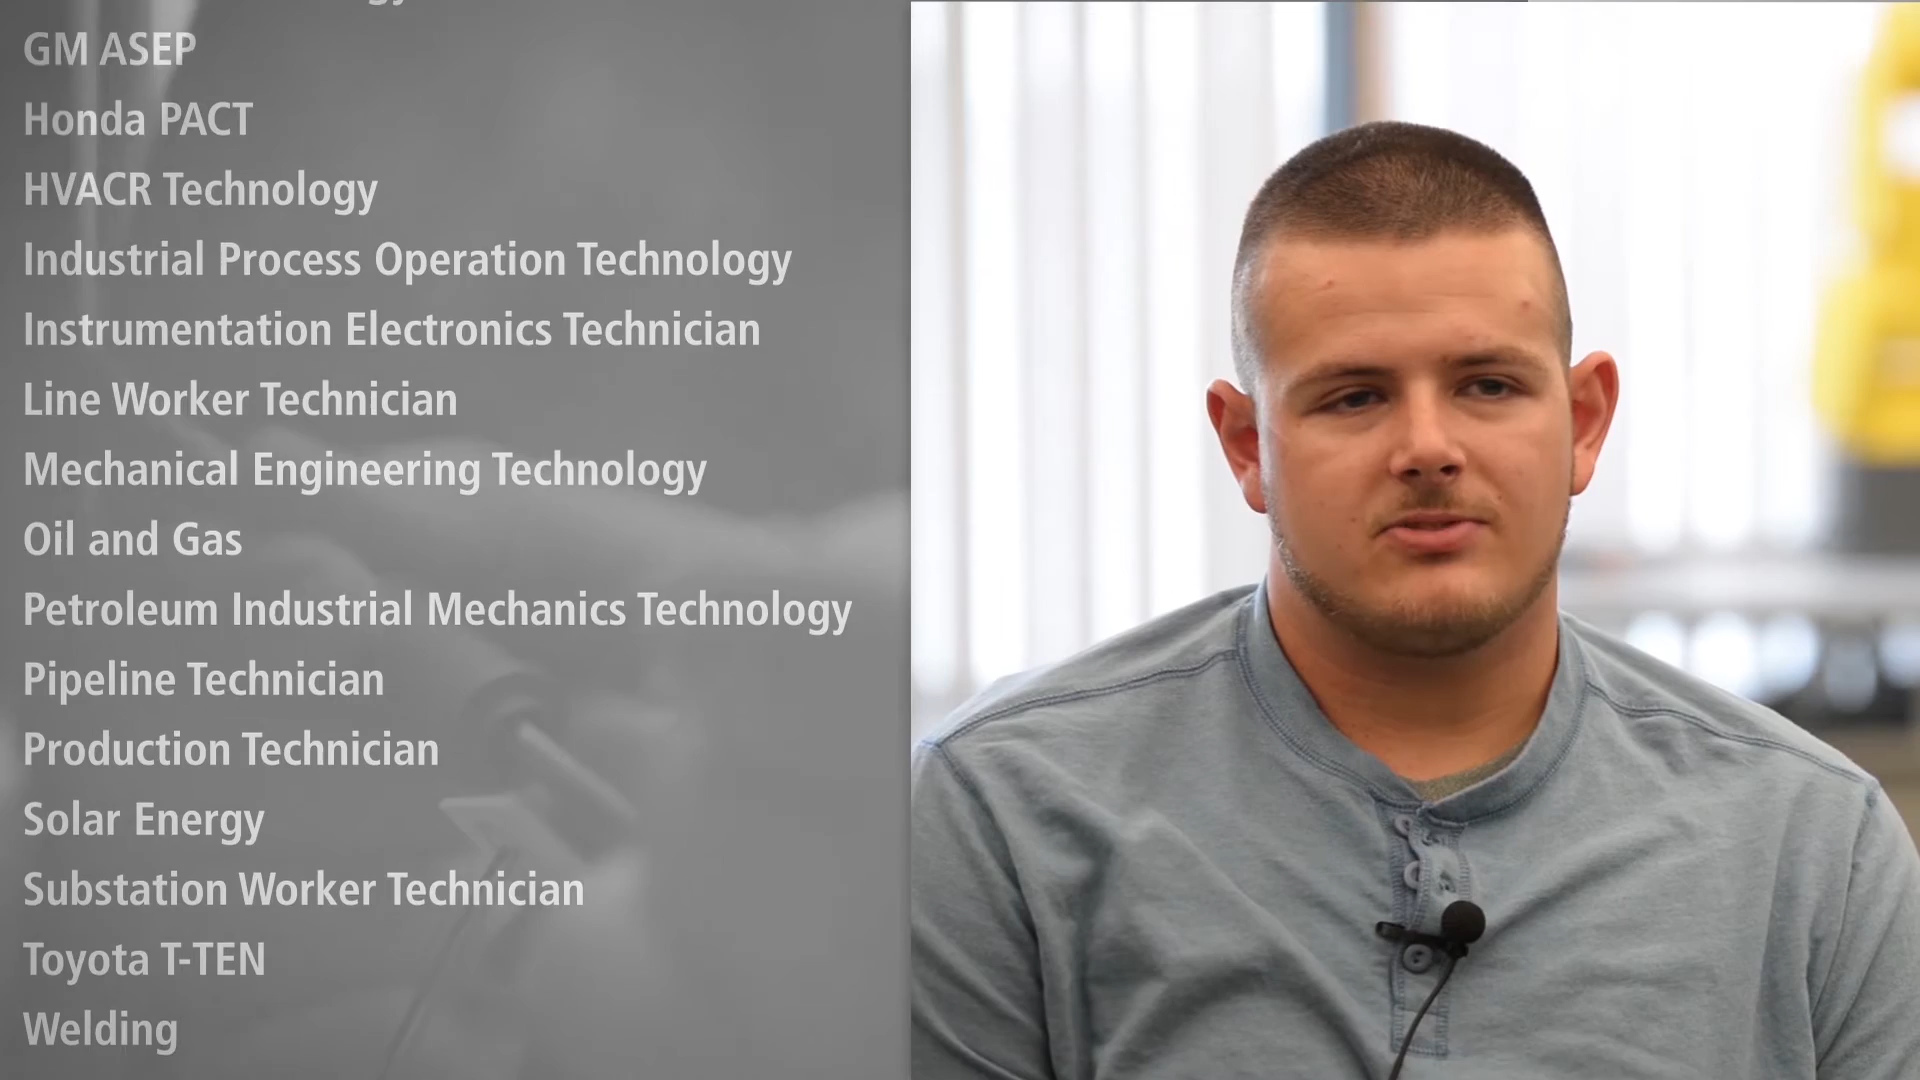 GM ASEP
Honda PACT
HVACR Technology
Industrial Process Operation Technology
Instrumentation Electronics Technician
Line Worker Technician
Mechanical Engineering Technology
Oil and Gas
Petroleum Industrial Mechanics Technology
Pipeline Technician
Production Technician
Solar Energy
Substation Worker Technician
Toyota T-TEN
Welding